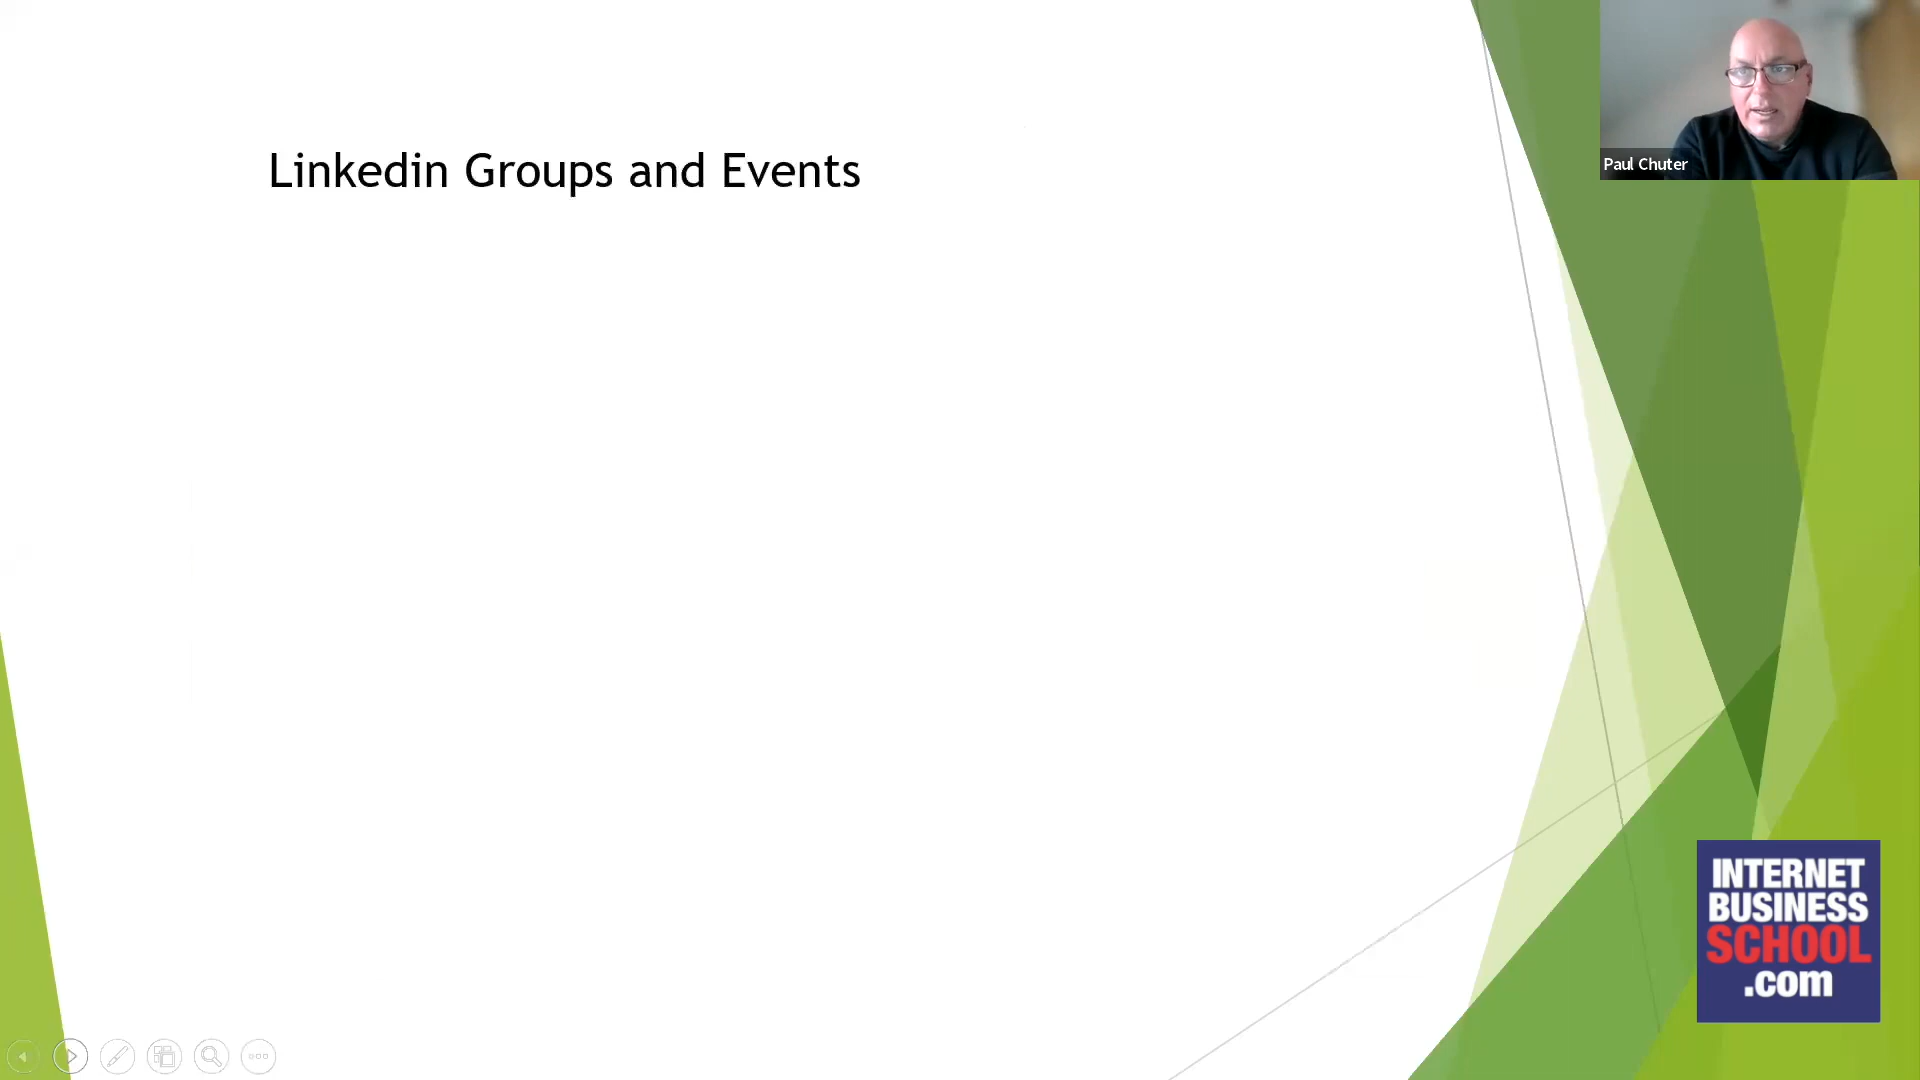 Linkedin Groups and Events
Paul Chuter
INTERNET
BUSINESS
SCHOOL
.com